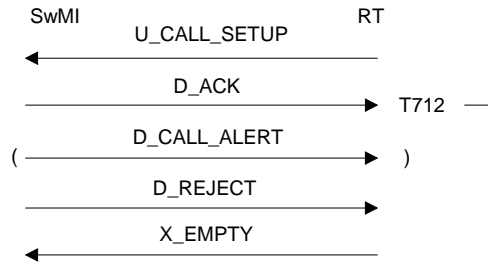 SwMI RT
U_CALL_SETUP
D_ACK
T712
D_CALL_ALERT
( )
D_REJECT
X_EMPTY